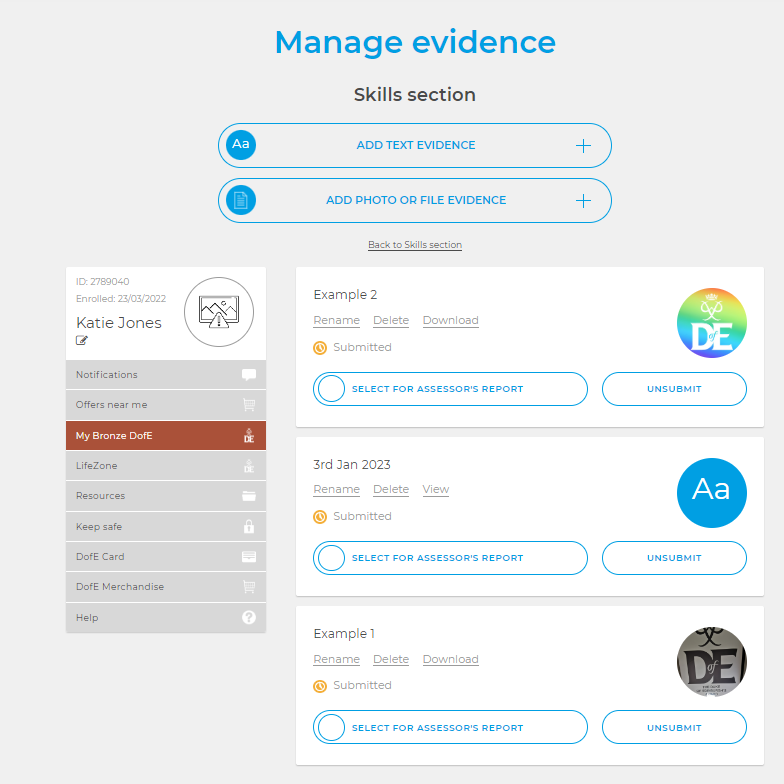 Manage evidence
Skills section
Aa ADD TEXT EVIDENCE
ADD PHOTO OR FILE EVIDENCE
Back to Skills section
ID: 2789040
Enrolled: 23/03/2022
Katie Jones
Notifications
Offers near me
My Bronze DofE
LifeZone
Resources
Keep safe
DofE Card
DofE Merchandise
Help
Example 2
Rename Delete Download
Submitted
SELECT FOR ASSESSOR'S REPORT UNSUBMIT
DofE
3rd Jan 2023
Rename Delete View
Submitted
SELECT FOR ASSESSOR'S REPORT UNSUBMIT
Aa
Example 1
Rename Delete Download
Submitted
SELECT FOR ASSESSOR'S REPORT UNSUBMIT
DofE